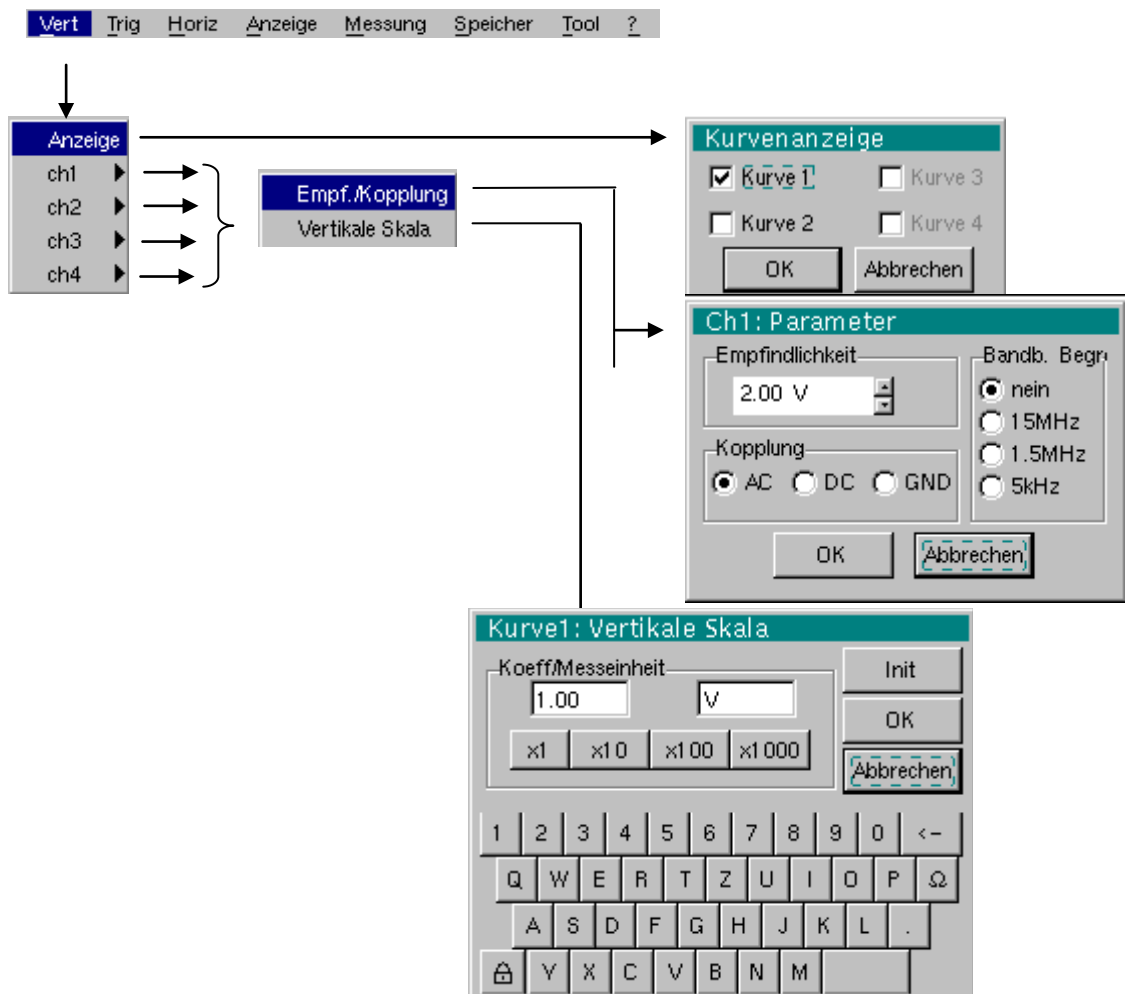 Vert Trig Horiz Anzeige Messung Speicher Tool ?
Anzeige
ch1
ch2
ch3
ch4
Empf./Kopplung
Vertikale Skala
Kurvenanzeige
Kurve 1 Kurve 3
Kurve 2 Kurve 4
OK Abbrechen
Ch1: Parameter
Empfindlichkeit
2.00 V
Kopplung
AC DC GND
Bandb. Begr
nein
15MHz
1.5MHz
5kHz
OK Abbrechen
Kurve1: Vertikale Skala
Koeff/Messeinheit
1.00 V
x1 x10 x100 x1000
Init
OK
Abbrechen
1 2 3 4 5 6 7 8 9 0 <-
Q W E R T Z U I O P Ω
A S D F G H J K L .
Y X C V B N M